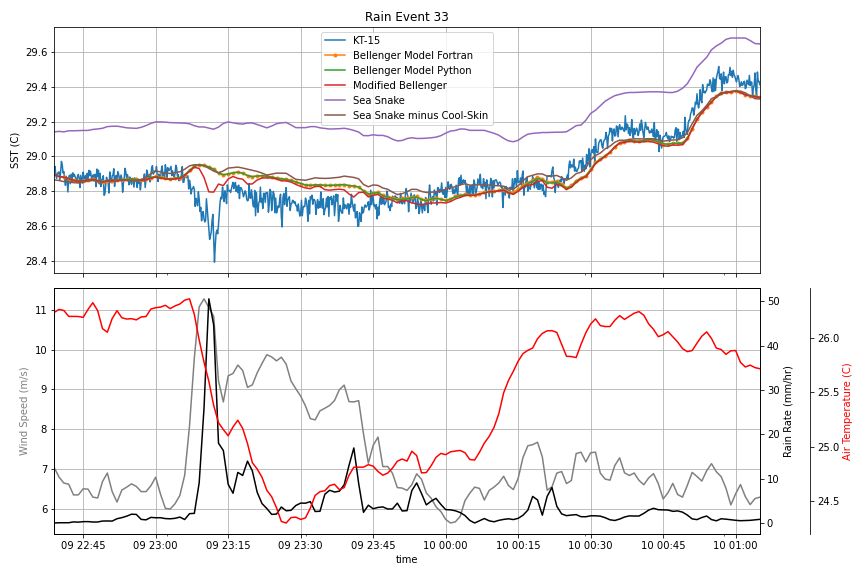 Rain Event 33
KT-15
Bellenger Model Fortran
Bellenger Model Python
Modified Bellenger
Sea Snake
Sea Snake minus Cool-Skin
SST (C)
29.6
29.4
29.2
29.0
28.8
28.6
28.4
Wind Speed (m/s)
11
10
9
8
7
6
50
40
30
20
10
0
Rain Rate (mm/hr)
26.0
25.5
25.0
24.5
Air Temperature (C)
09 22:45 09 23:00 09 23:15 09 23:30 09 23:45 10 00:00 10 00:15 10 00:30 10 00:45 10 01:00
time